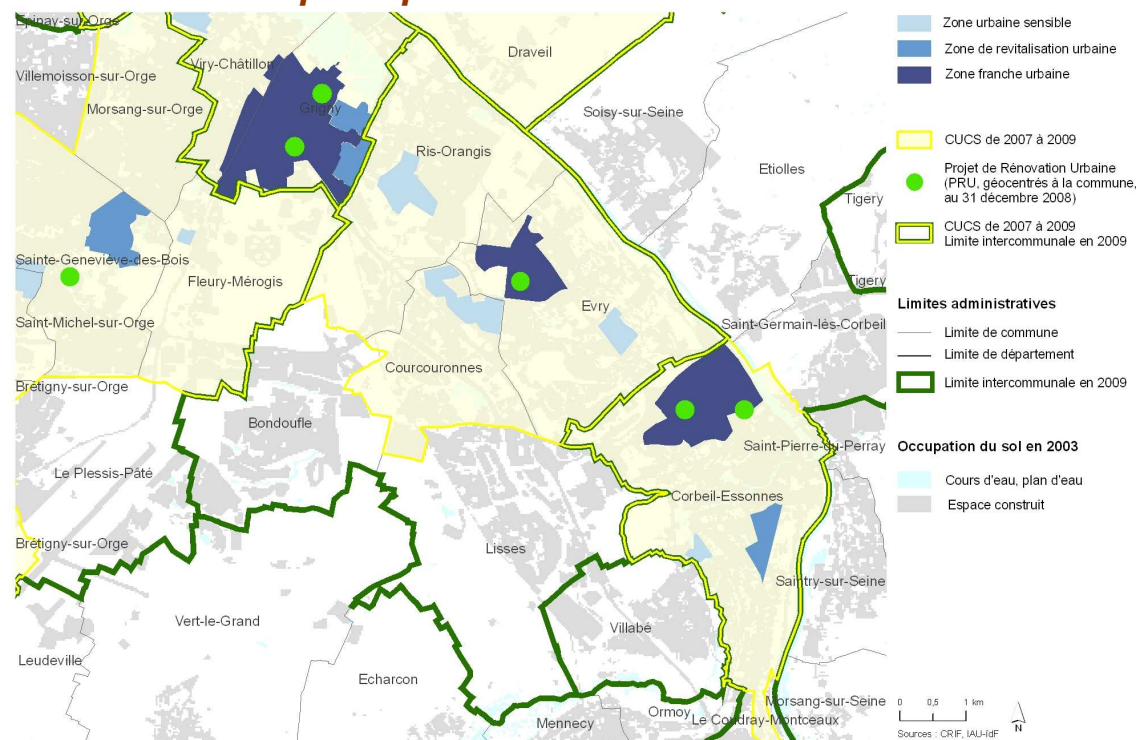 Epinay-sur-Orge
Draveil
Viry-Châtillon
Villemoisson-sur-Orge
Morsang-sur-Orge
Grigny
Soisy-sur-Seine
Ris-Orangis
Etiolles
Tigery
Sainte-Geneviève-des-Bois
Fleury-Mérogis
Tigery
Evry
Saint-Michel-sur-Orge
Saint-Germain-lès-Corbeil
Courcouronnes
Brétigny-sur-Orge
Bondoufle
Saint-Pierre-du-Perray
Le Plessis-Pâté
Corbeil-Essonnes
Brétigny-sur-Orge
Lisses
Saintry-sur-Seine
Vert-le-Grand
Villabé
Leudeville
Echarcon
Morsang-sur-Seine
Ormoy
Le Coudray-Montceaux
Mennecy
Zone urbaine sensible
Zone de revitalisation urbaine
Zone franche urbaine
CUCS de 2007 à 2009
Projet de Rénovation Urbaine
(PRU, géocentrés à la commune,
au 31 décembre 2008)
CUCS de 2007 à 2009
Limite intercommunale en 2009
Limites administratives
Limite de commune
Limite de département
Limite intercommunale en 2009
Occupation du sol en 2003
Cours d'eau, plan d'eau
Espace construit
0 0,5 1 km
N
Sources : CRIF, IAU-îdF